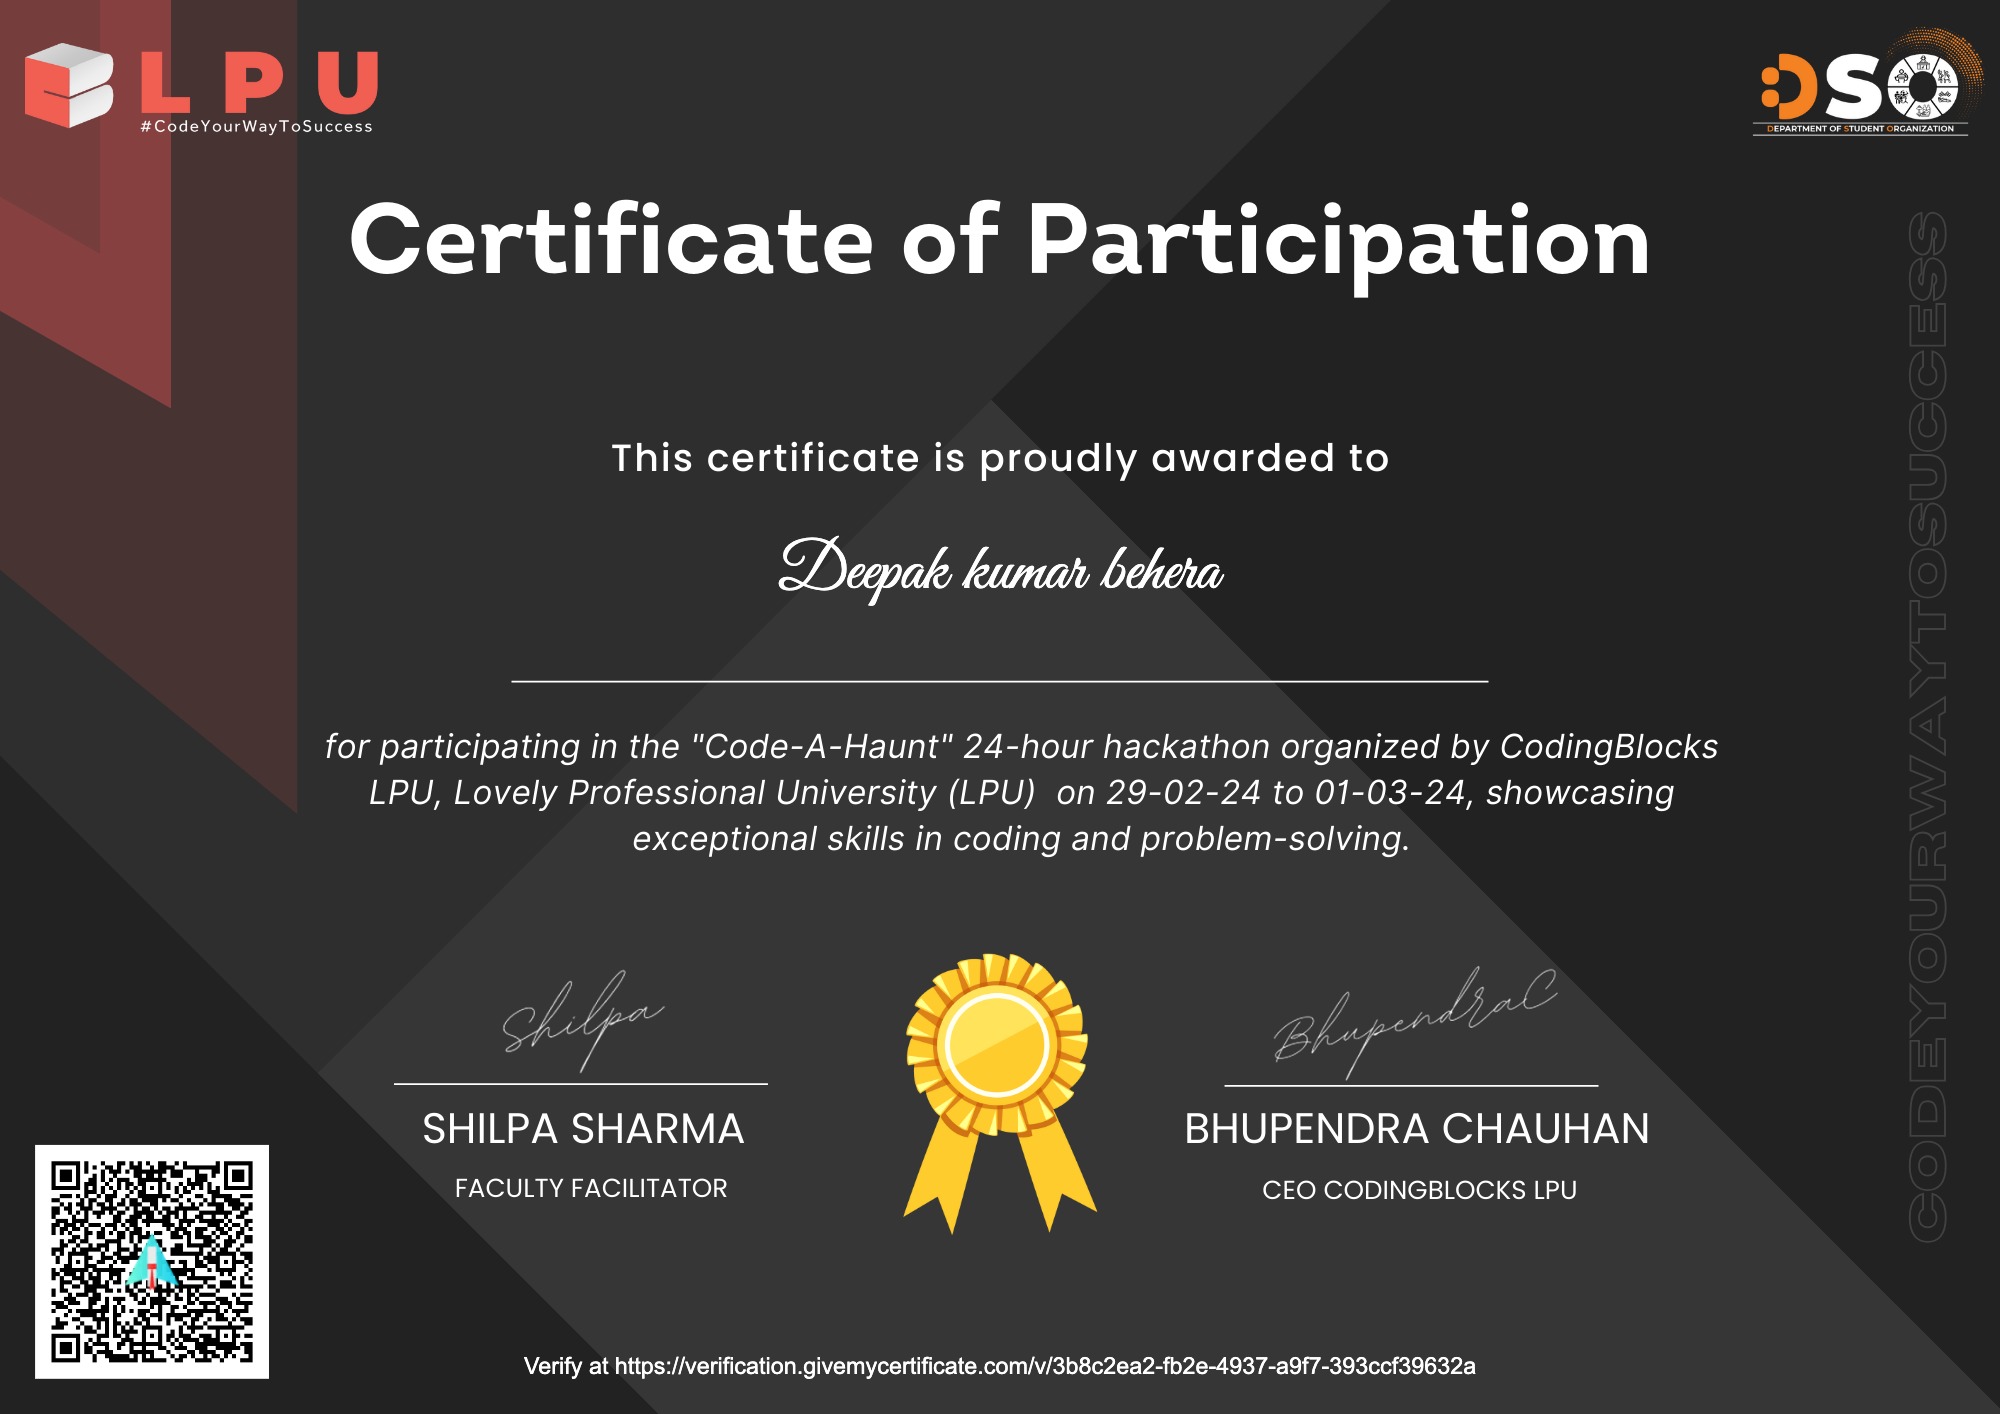 LPU
#CodeYourWayToSuccess
DSO
DEPARTMENT OF STUDENT ORGANIZATION
Certificate of Participation
This certificate is proudly awarded to
Deepak kumar behera
for participating in the "Code-A-Haunt" 24-hour hackathon organized by CodingBlocks
LPU, Lovely Professional University (LPU)  on 29-02-24 to 01-03-24, showcasing
exceptional skills in coding and problem-solving.
Shilpa
BhupendraC
SHILPA SHARMA
BHUPENDRA CHAUHAN
FACULTY FACILITATOR
CEO CODINGBLOCKS LPU
Verify at https://verification.givemycertificate.com/v/3b8c2ea2-fb2e-4937-a9f7-393ccf39632a
CODEYOURWAYTOSUCCESS